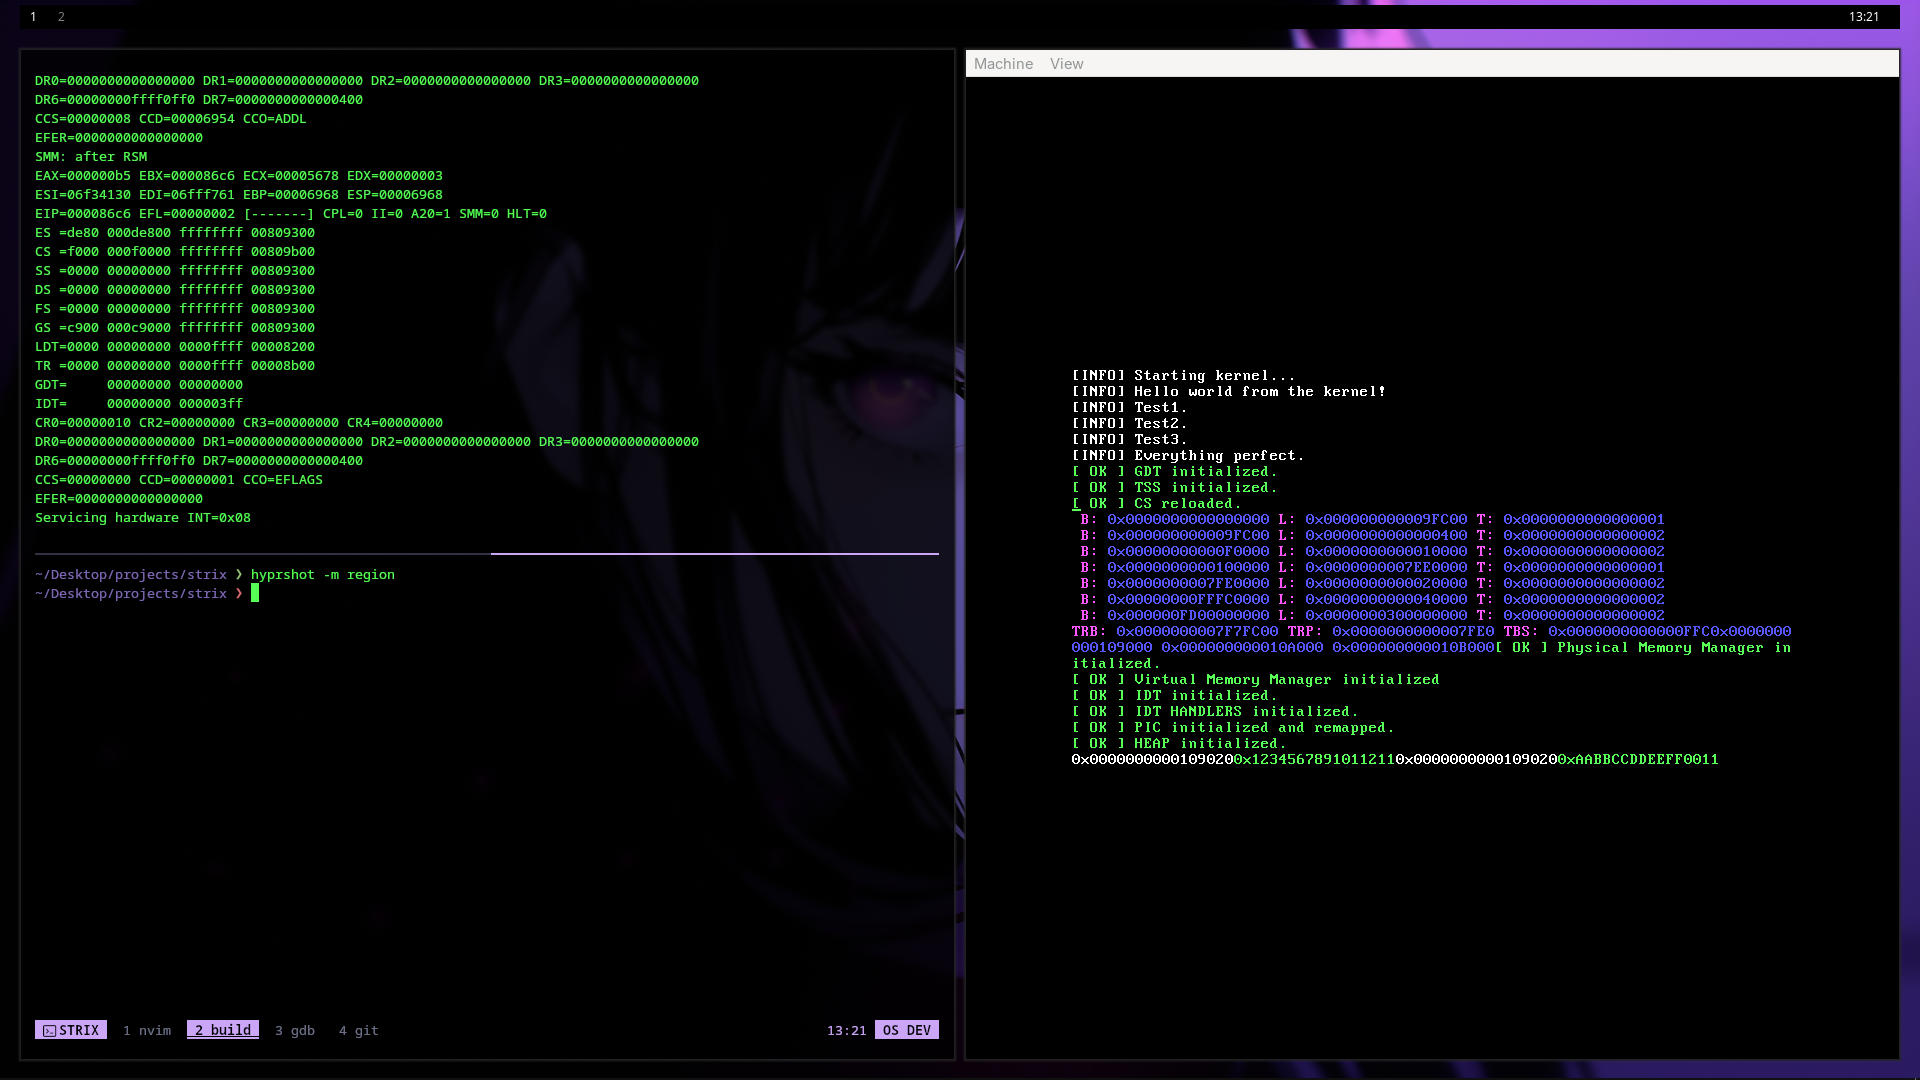 1 2 13:21
DR0=0000000000000000 DR1=0000000000000000 DR2=0000000000000000 DR3=0000000000000000
DR6=00000000ffff0ff0 DR7=0000000000000400
CCS=00000008 CCD=00006954 CCO=ADDL
EFER=0000000000000000
SMM: after RSM
EAX=000000b5 EBX=000086c6 ECX=00005678 EDX=00000003
ESI=06f34130 EDI=06fff761 EBP=00006968 ESP=00006968
EIP=000086c6 EFL=00000002 [-------] CPL=0 II=0 A20=1 SMM=0 HLT=0
ES =de80 000de800 ffffffff 00809300
CS =f000 000f0000 ffffffff 00809b00
SS =0000 00000000 ffffffff 00809300
DS =0000 00000000 ffffffff 00809300
FS =0000 00000000 ffffffff 00809300
GS =c900 000c9000 ffffffff 00809300
LDT=0000 00000000 0000ffff 00008200
TR =0000 00000000 0000ffff 00008b00
GDT=     00000000 00000000
IDT=     00000000 000003ff
CR0=00000010 CR2=00000000 CR3=00000000 CR4=00000000
DR0=0000000000000000 DR1=0000000000000000 DR2=0000000000000000 DR3=0000000000000000
DR6=00000000ffff0ff0 DR7=0000000000000400
CCS=00000000 CCD=00000001 CCO=EFLAGS
EFER=0000000000000000
Servicing hardware INT=0x08
~/Desktop/projects/strix ❯ hyprshot -m region
~/Desktop/projects/strix ❯
STRIX 1 nvim 2 build 3 gdb 4 git 13:21 OS DEV
Machine View
[INFO] Starting kernel...
[INFO] Hello world from the kernel!
[INFO] Test1.
[INFO] Test2.
[INFO] Test3.
[INFO] Everything perfect.
[ OK ] GDT initialized.
[ OK ] TSS initialized.
[ OK ] CS reloaded.
B: 0x0000000000000000 L: 0x000000000009FC00 T: 0x0000000000000001
B: 0x000000000009FC00 L: 0x0000000000000400 T: 0x0000000000000002
B: 0x00000000000F0000 L: 0x0000000000010000 T: 0x0000000000000002
B: 0x0000000000100000 L: 0x0000000007EE0000 T: 0x0000000000000001
B: 0x0000000007FE0000 L: 0x0000000000020000 T: 0x0000000000000002
B: 0x00000000FFFC0000 L: 0x0000000000040000 T: 0x0000000000000002
B: 0x000000FD00000000 L: 0x0000000300000000 T: 0x0000000000000002
TRB: 0x0000000007F7FC00 TRP: 0x0000000000007FE0 TBS: 0x0000000000000FFC0x0000000
000109000 0x000000000010A000 0x000000000010B000[ OK ] Physical Memory Manager in
itialized.
[ OK ] Virtual Memory Manager initialized
[ OK ] IDT initialized.
[ OK ] IDT HANDLERS initialized.
[ OK ] PIC initialized and remapped.
[ OK ] HEAP initialized.
0x00000000001090200x12345678910112110x00000000001090200xAABBCCDDEEFF0011